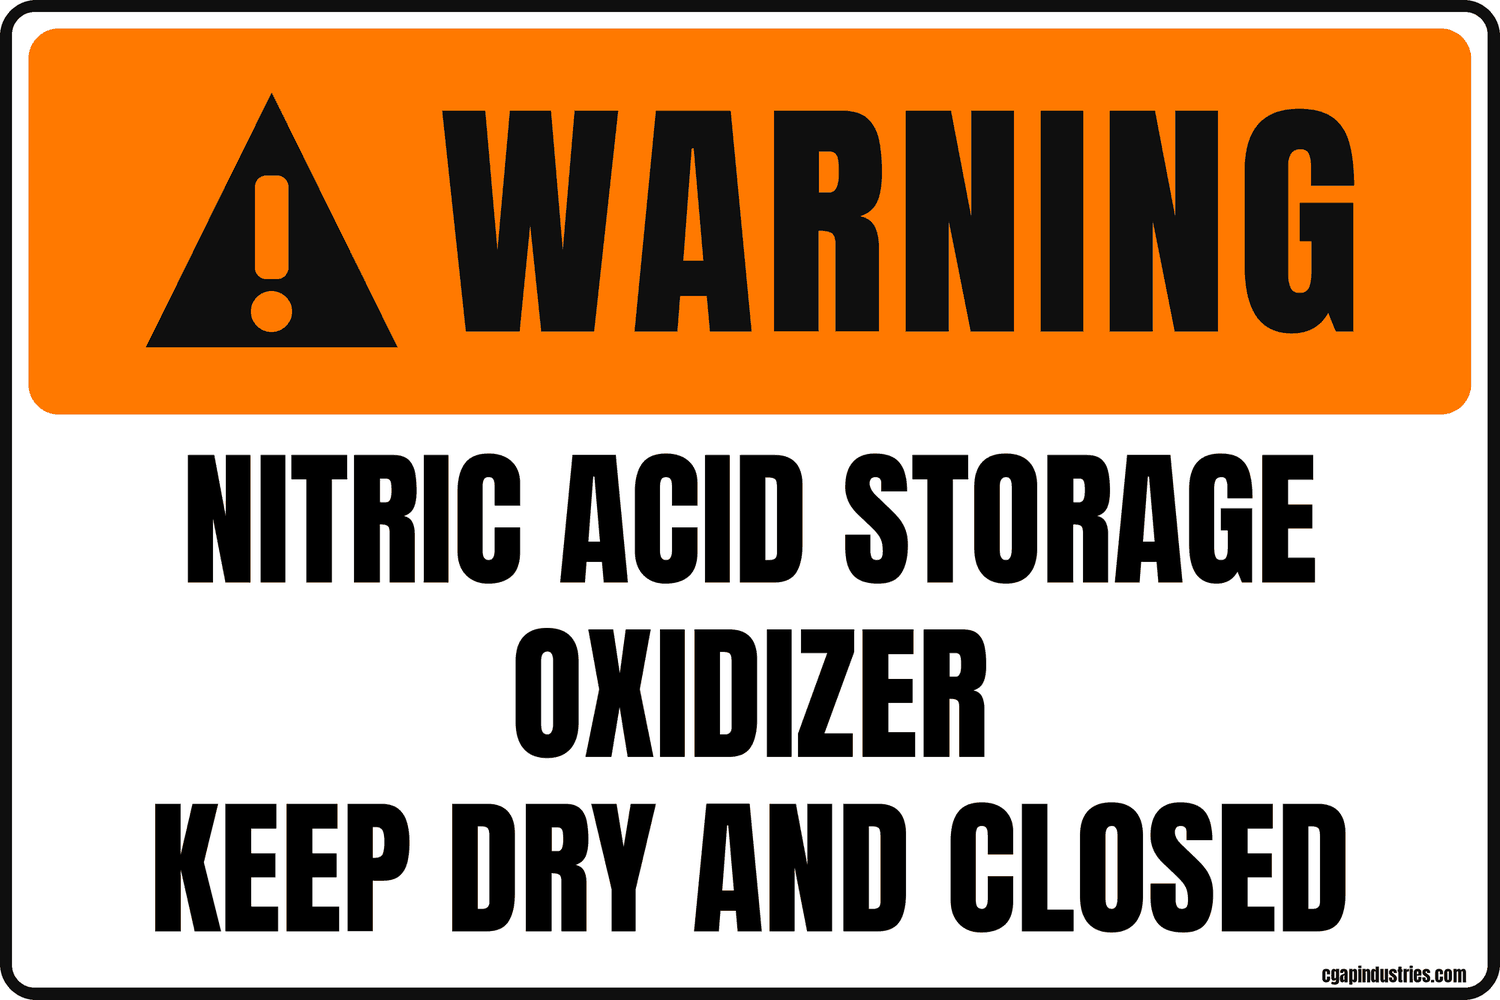 WARNING
NITRIC ACID STORAGE
OXIDIZER
KEEP DRY AND CLOSED
cgapindustries.com